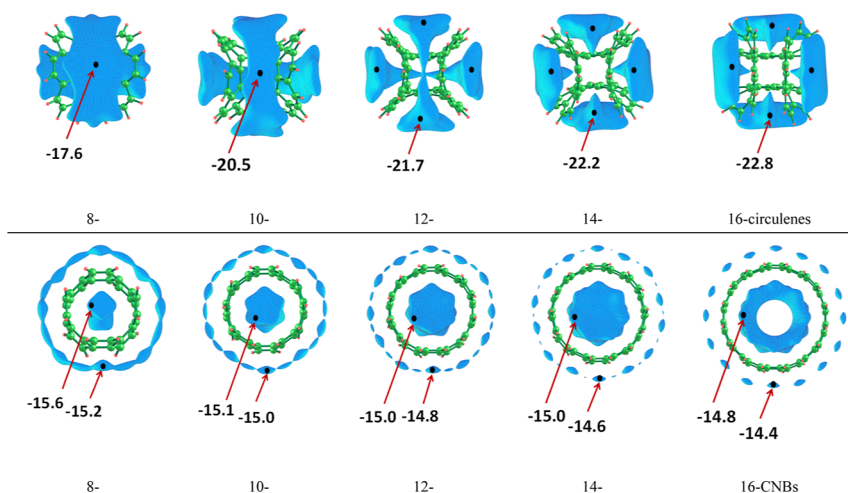 -17.6 -20.5 -21.7 -22.2 -22.8
8- 10- 12- 14- 16-circulenes
-15.6 -15.2 -15.1 -15.0 -15.0 -14.8 -15.0 -14.6 -14.8 -14.4
8- 10- 12- 14- 16-CNBs